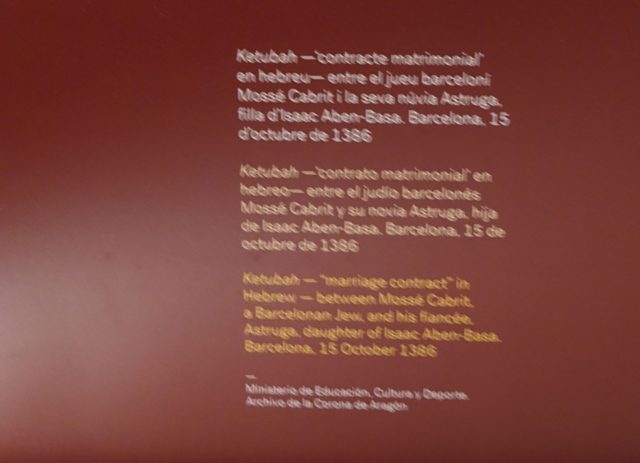 Ketubah —'contracte matrimonial'
en hebreu— entre el jueu barceloní
Mossé Cabrit i la seva núvia Astruga,
filla d'Isaac Aben-Basa. Barcelona, 15
d'octubre de 1386
Ketubah —'contrato matrimonial' en
hebreo— entre el judío barcelonés
Mossé Cabrit y su novia Astruga, hija
de Isaac Aben-Basa. Barcelona, 15 de
octubre de 1386
Ketubah — "marriage contract" in
Hebrew — between Mossé Cabrit,
a Barcelonan Jew, and his fiancée,
Astruga, daughter of Isaac Aben-Basa.
Barcelona, 15 October 1386
—
Ministerio de Educación, Cultura y Deporte.
Archivo de la Corona de Aragón.